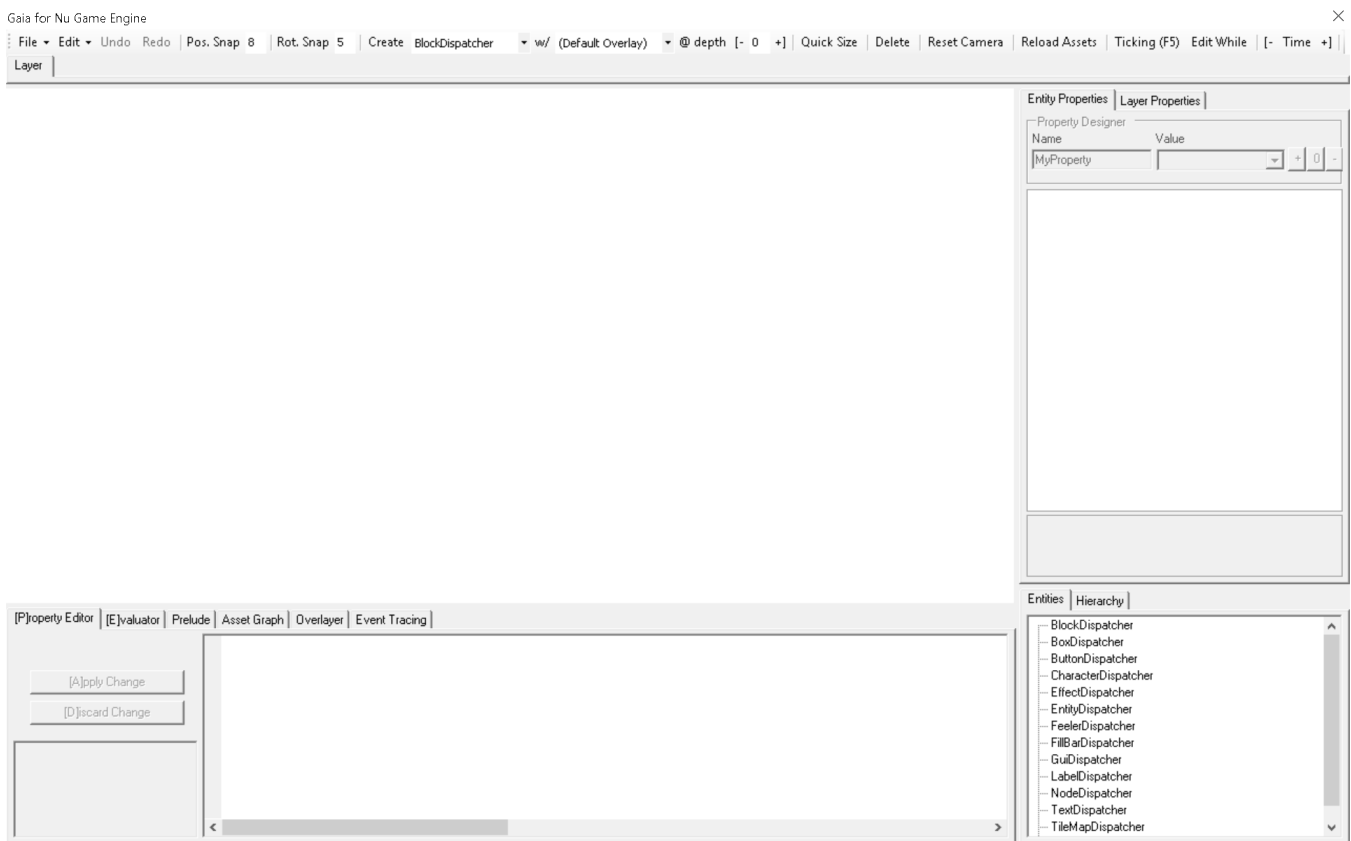 Gaia for Nu Game Engine
File Edit Undo Redo Pos. Snap 8 Rot. Snap 5 Create BlockDispatcher w/ (Default Overlay) @ depth [- 0 +] Quick Size Delete Reset Camera Reload Assets Ticking (F5) Edit While [- Time +]
Layer
Entity Properties Layer Properties
Property Designer
Name Value
MyProperty + 0 -
[P]roperty Editor [E]valuator Prelude Asset Graph Overlayer Event Tracing
[A]pply Change
[D]iscard Change
Entities Hierarchy
BlockDispatcher
BoxDispatcher
ButtonDispatcher
CharacterDispatcher
EffectDispatcher
EntityDispatcher
FeelerDispatcher
FillBarDispatcher
GuiDispatcher
LabelDispatcher
NodeDispatcher
TextDispatcher
TileMapDispatcher